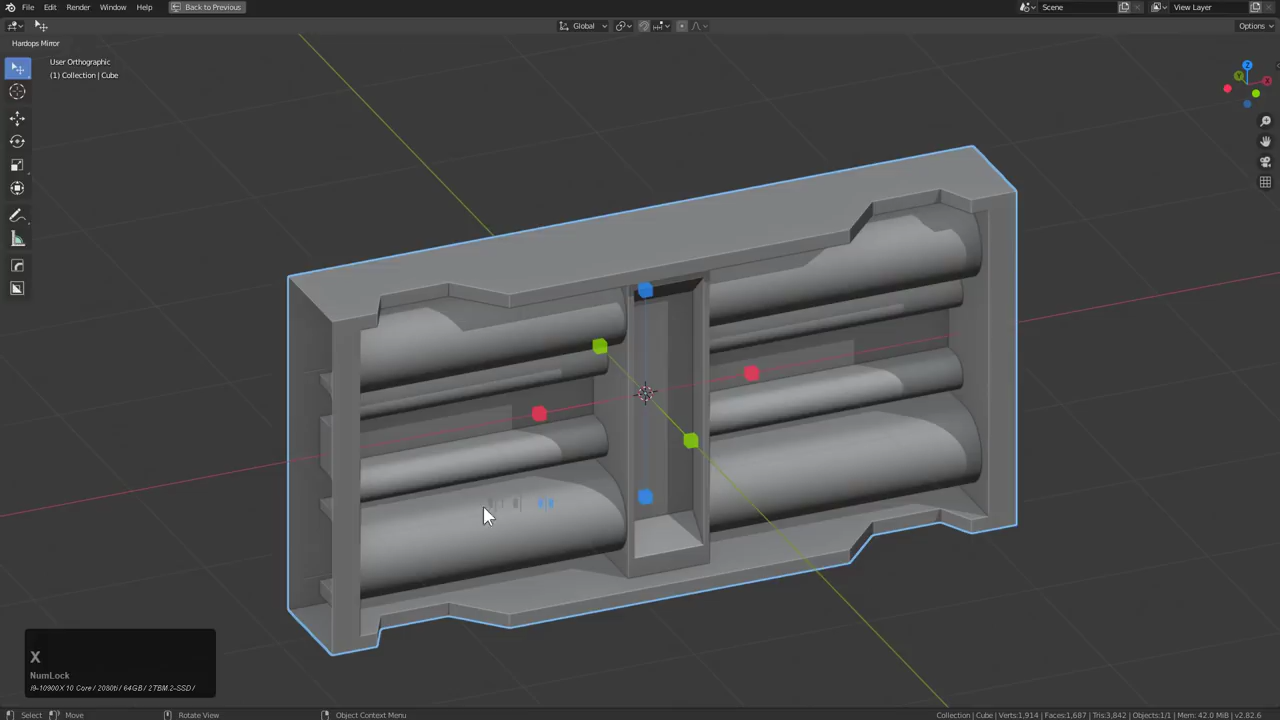 File Edit Render Window Help Back to Previous Scene View Layer
Global Options
Hardops Mirror
User Orthographic
(1) Collection | Cube
Z
Y X
X
NumLock
i9-10900X 10 Core / 2080ti / 64GB / 2TBM.2-SSD /
Select Move Rotate View Object Context Menu Collection | Cube | Verts:1,914 | Faces:1,687 | Tris:3,842 | Objects:1/1 | Mem: 42.0 MiB | v2.82.6